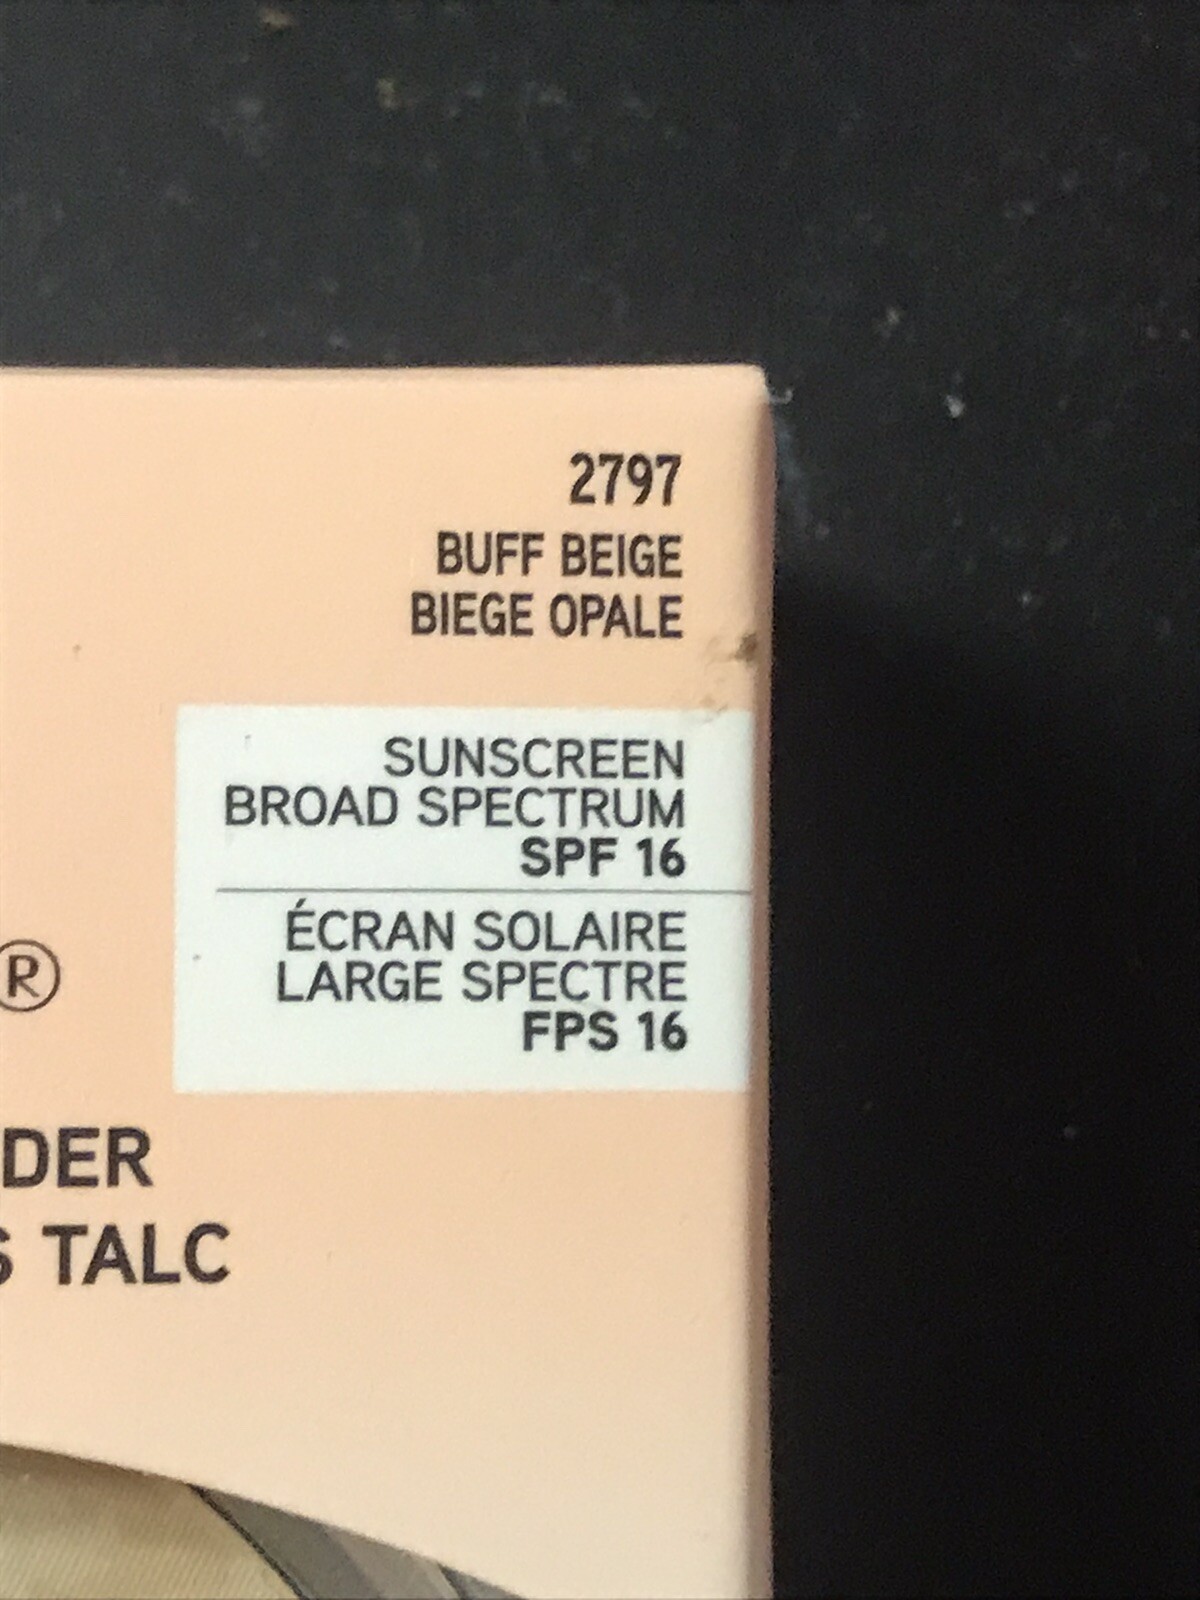 2797
BUFF BEIGE
BIEGE OPALE
SUNSCREEN
BROAD SPECTRUM
SPF 16
ÉCRAN SOLAIRE
LARGE SPECTRE
FPS 16
®
DER
S TALC